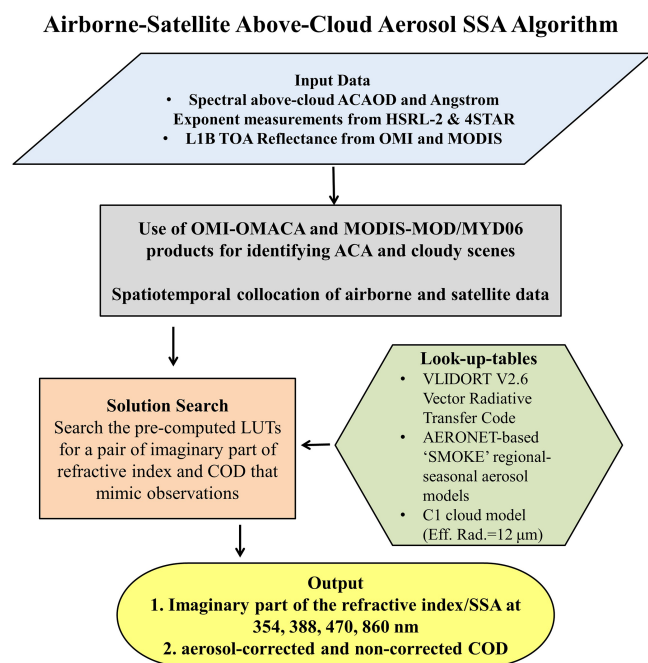 Airborne-Satellite Above-Cloud Aerosol SSA Algorithm
Input Data
• Spectral above-cloud ACAOD and Angstrom
Exponent measurements from HSRL-2 & 4STAR
• L1B TOA Reflectance from OMI and MODIS
Use of OMI-OMACA and MODIS-MOD/MYD06
products for identifying ACA and cloudy scenes
Spatiotemporal collocation of airborne and satellite data
Solution Search
Search the pre-computed LUTs
for a pair of imaginary part of
refractive index and COD that
mimic observations
Look-up-tables
• VLIDORT V2.6
Vector Radiative
Transfer Code
• AERONET-based
‘SMOKE’ regional-
seasonal aerosol
models
• C1 cloud model
(Eff. Rad.=12 µm)
Output
1. Imaginary part of the refractive index/SSA at
354, 388, 470, 860 nm
2. aerosol-corrected and non-corrected COD